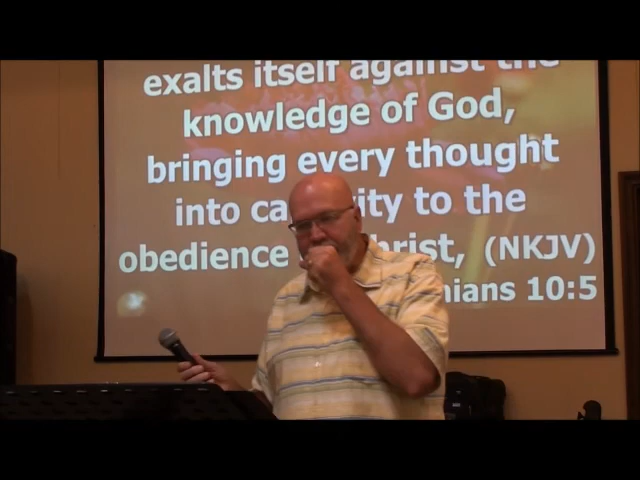 exalts itself against the
knowledge of God,
bringing every thought
into ca ity to the
obedience hrist, (NKJV)
nians 10:5